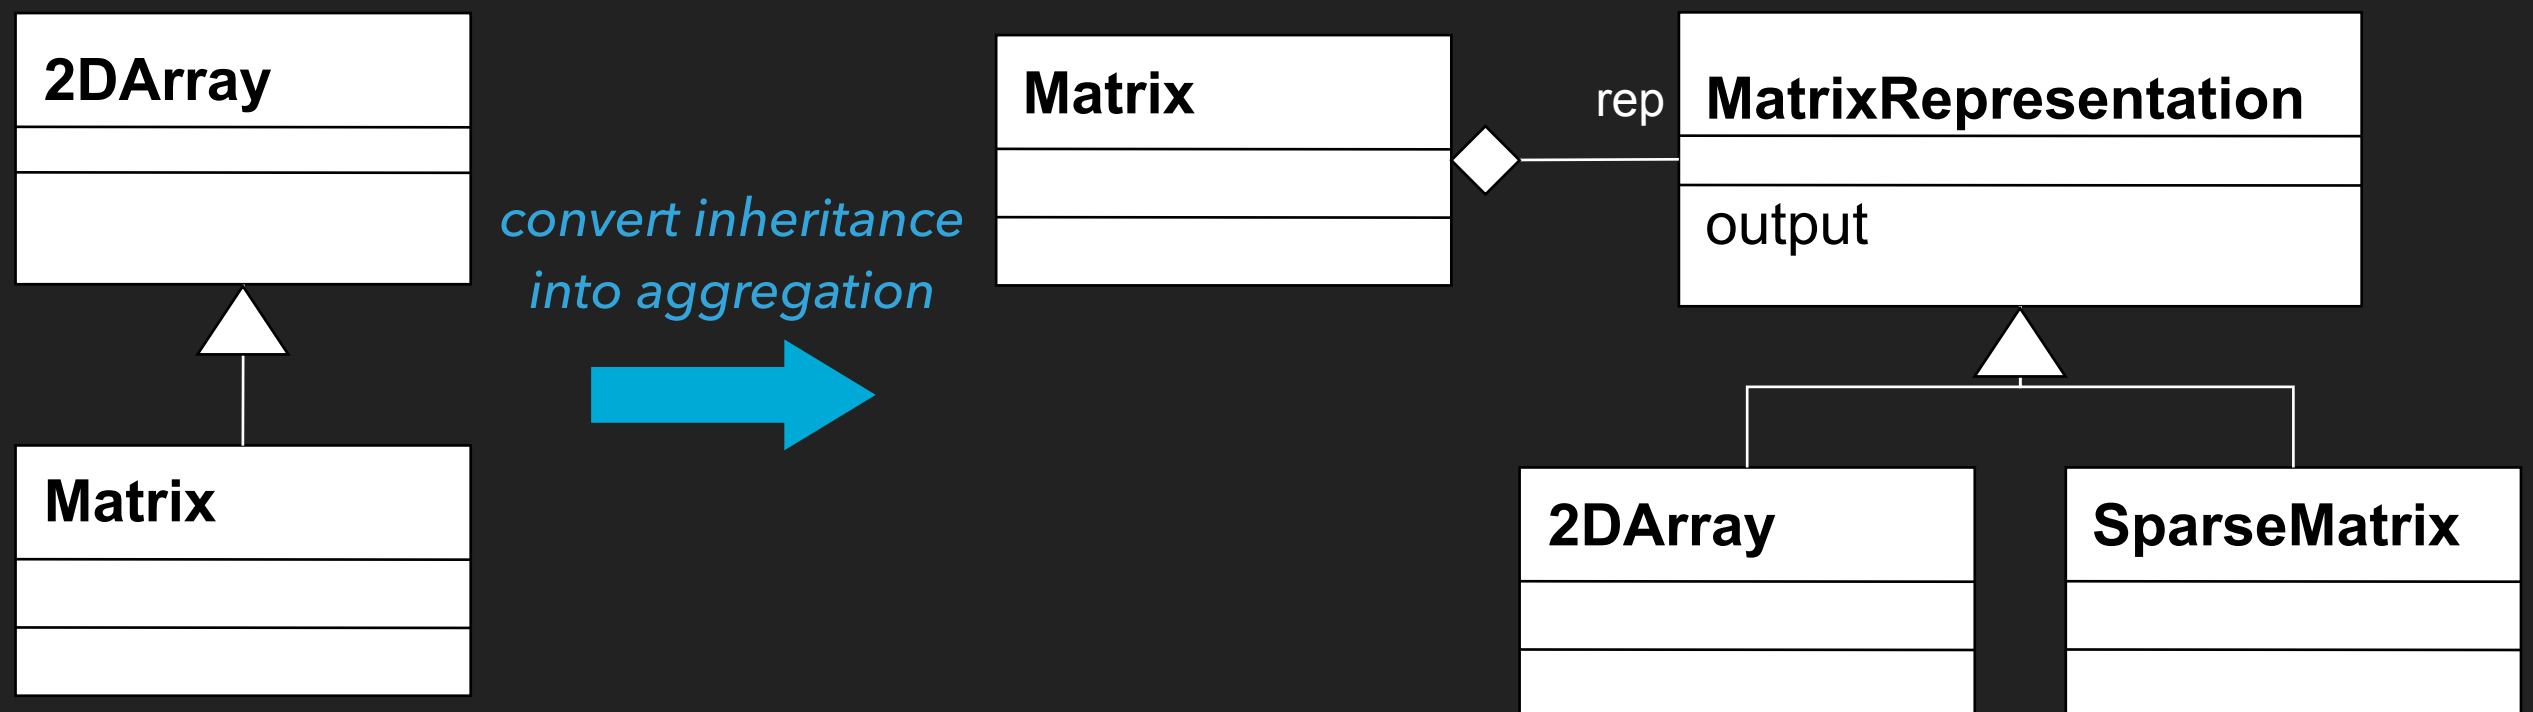 2DArray
Matrix
convert inheritance
into aggregation
Matrix
rep
MatrixRepresentation
output
2DArray
SparseMatrix